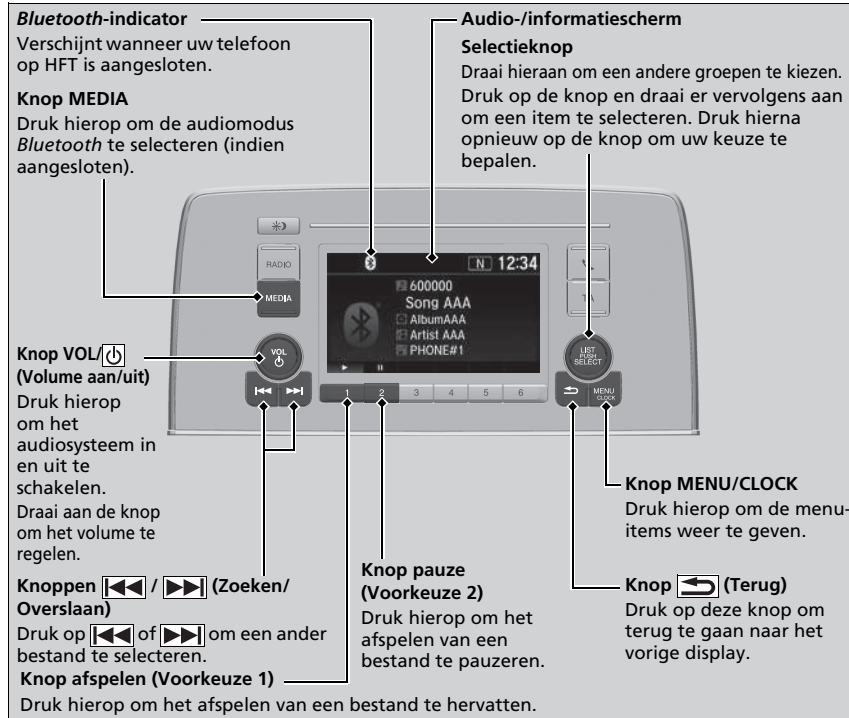 Bluetooth-indicator
Verschijnt wanneer uw telefoon
op HFT is aangesloten.
Knop MEDIA
Druk hierop om de audiomodus
Bluetooth te selecteren (indien
aangesloten).
Audio-/informatiescherm
Selectieknop
Draai hieraan om een andere groepen te kiezen.
Druk op de knop en draai er vervolgens aan
om een item te selecteren. Druk hierna
opnieuw op de knop om uw keuze te
bepalen.
RADIO
MEDIA
VOL
N 12:34
600000
Song AAA
AlbumAAA
Artist AAA
PHONE#1
1 2 3 4 5 6
TA
LIST
PUSH
SELECT
MENU
CLOCK
Knop VOL/
(Volume aan/uit)
Druk hierop
om het
audiosysteem in
en uit te
schakelen.
Draai aan de knop
om het volume te
regelen.
Knoppen / (Zoeken/
Overslaan)
Druk op of om een ander
bestand te selecteren.
Knop afspelen (Voorkeuze 1)
Druk hierop om het afspelen van een bestand te hervatten.
Knop pauze
(Voorkeuze 2)
Druk hierop om het
afspelen van een
bestand te pauzeren.
Knop MENU/CLOCK
Druk hierop om de menu-
items weer te geven.
Knop (Terug)
Druk op deze knop om
terug te gaan naar het
vorige display.